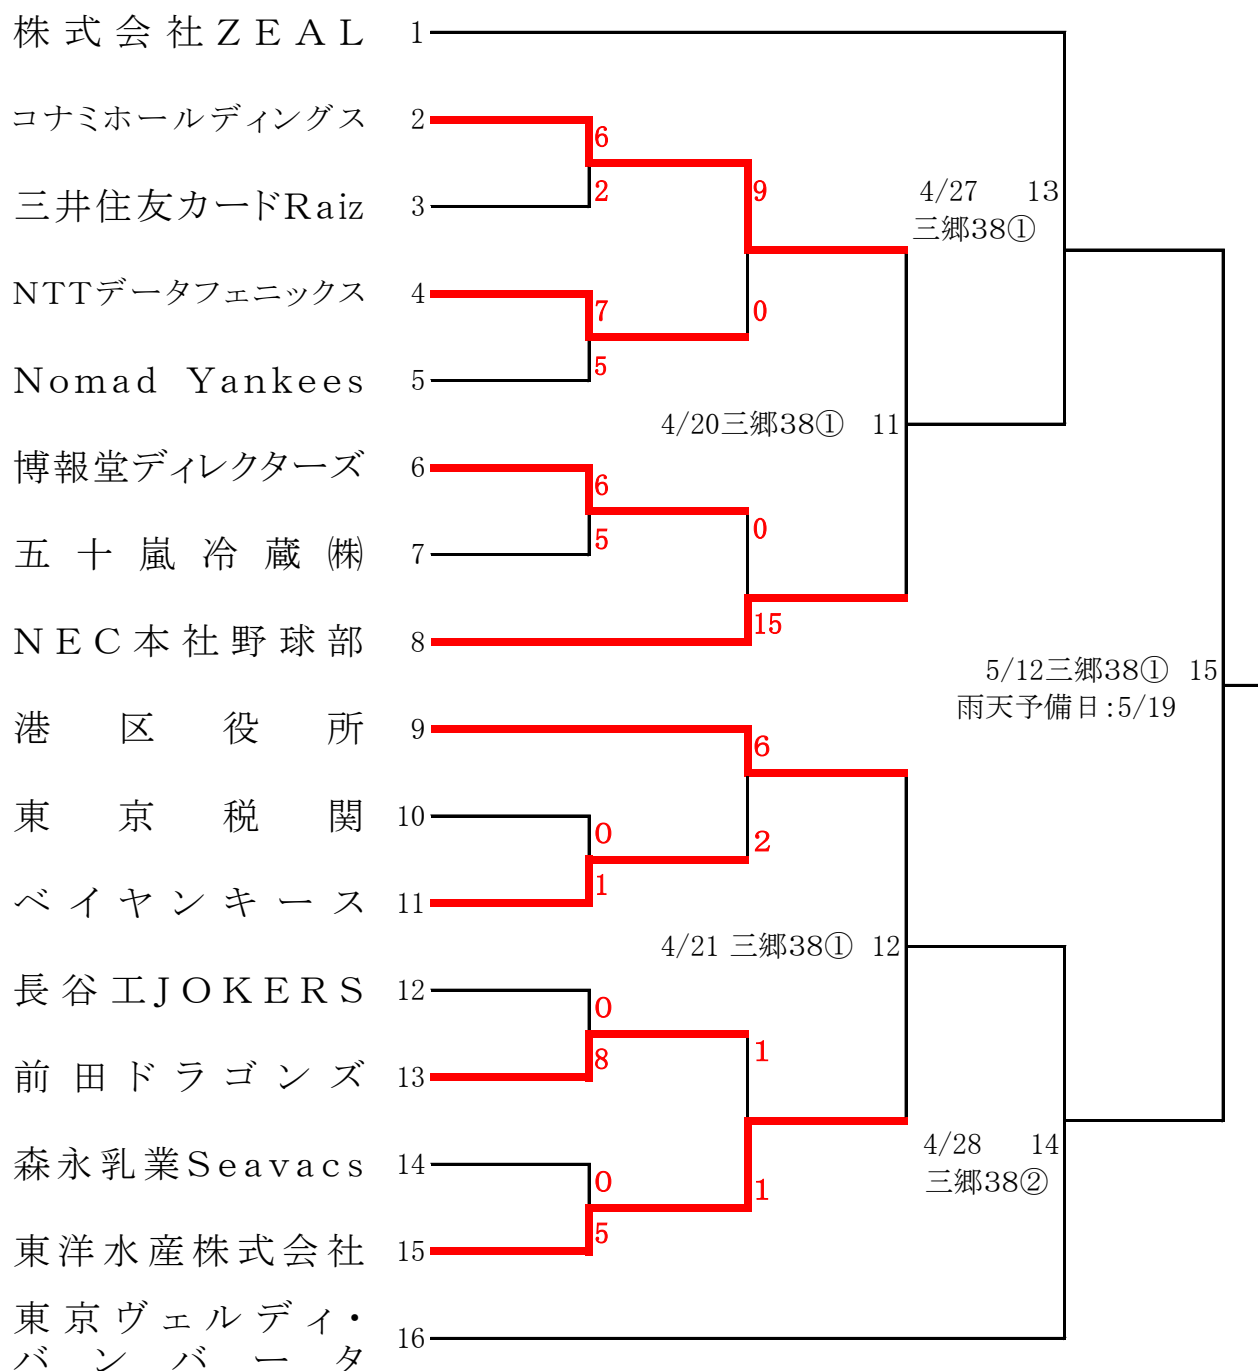 株式会社ZEAL 1
コナミホールディングス 2
6
2
三井住友カードRaiz 3
9
4/27 13
三郷38①
NTTデータフェニックス 4
7
0
5
Nomad Yankees 5
4/20三郷38① 11
博報堂ディレクターズ 6
6
0
5
五十嵐冷蔵㈱ 7
15
NEC本社野球部 8
5/12三郷38① 15
雨天予備日:5/19
港区役所 9
6
東京税関 10
0
2
1
ベイヤンキース 11
4/21 三郷38① 12
長谷工JOKERS 12
0
1
8
前田ドラゴンズ 13
4/28 14
三郷38②
森永乳業Seavacs 14
0
1
5
東洋水産株式会社 15
東京ヴェルディ・
バンバータ 16